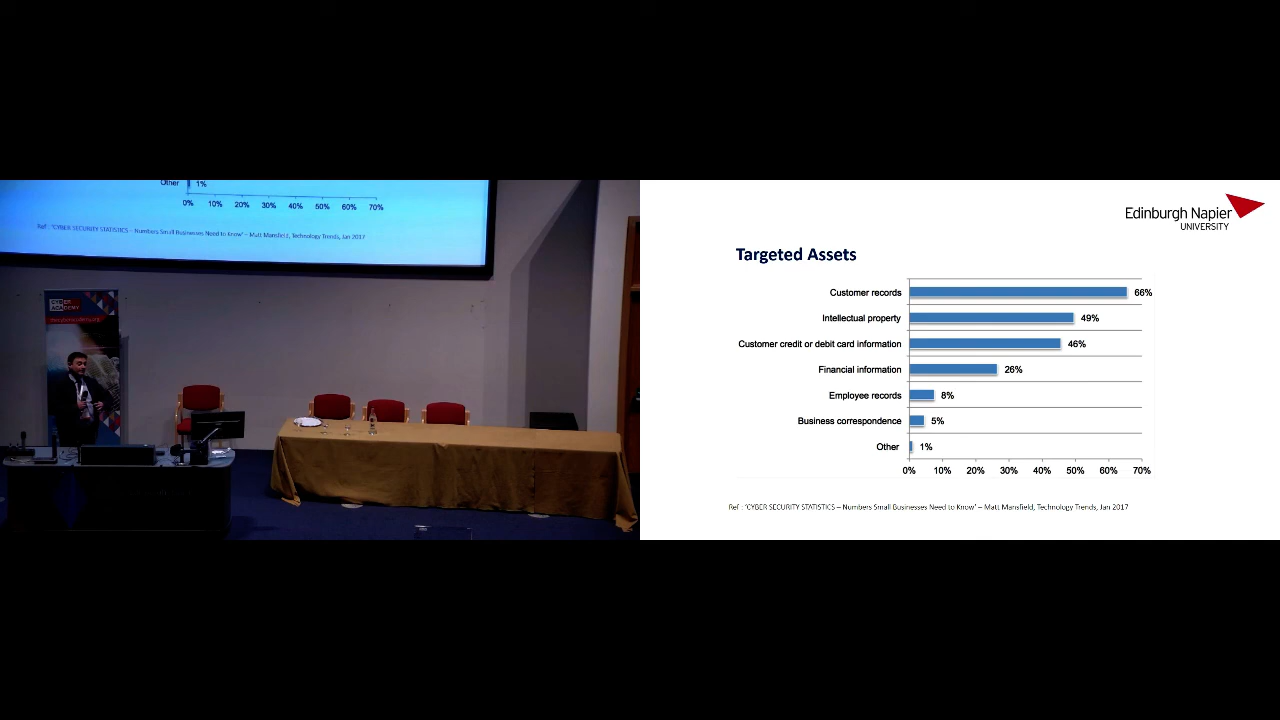 Other 1%
0% 10% 20% 30% 40% 50% 60% 70%
Ref : "CYBER SECURITY STATISTICS – Numbers Small Businesses Need to Know" – Matt Mansfield, Technology Trends, Jan 2017
Edinburgh Napier
UNIVERSITY
Targeted Assets
Customer records 66%
Intellectual property 49%
Customer credit or debit card information 46%
Financial information 26%
Employee records 8%
Business correspondence 5%
Other 1%
0% 10% 20% 30% 40% 50% 60% 70%
Ref : "CYBER SECURITY STATISTICS – Numbers Small Businesses Need to Know" – Matt Mansfield, Technology Trends, Jan 2017